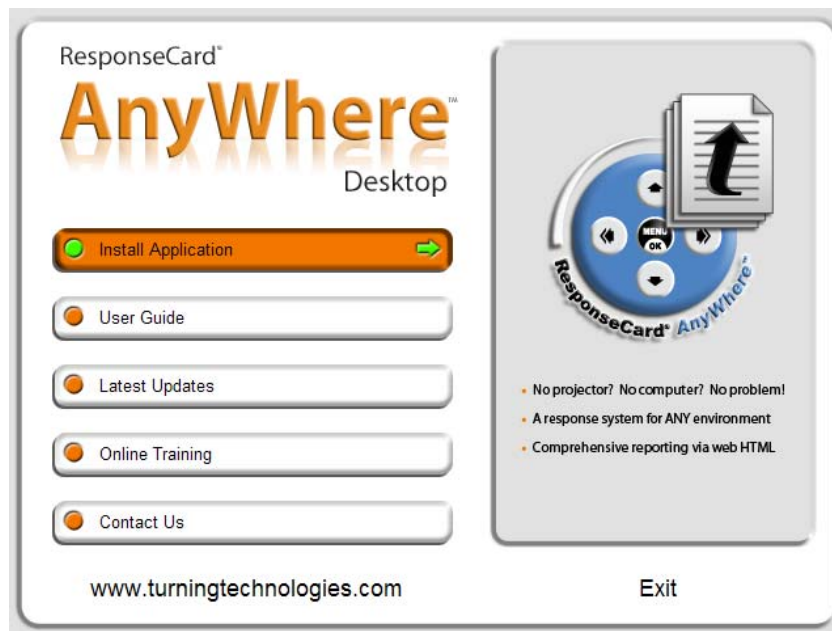 ResponseCard®
AnyWhere™
Desktop
Install Application
User Guide
Latest Updates
Online Training
Contact Us
www.turningtechnologies.com
t
MENU
OK
ResponseCard® AnyWhere™
• No projector? No computer? No problem!
• A response system for ANY environment
• Comprehensive reporting via web HTML
Exit